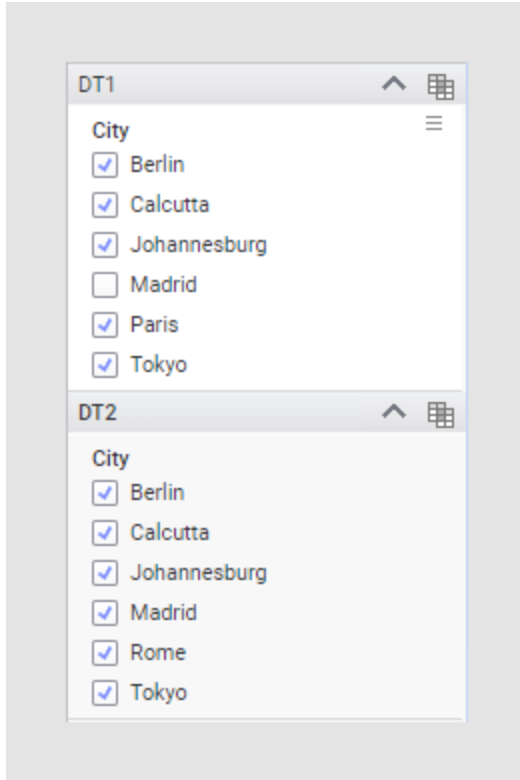 DT1
City
Berlin
Calcutta
Johannesburg
Madrid
Paris
Tokyo
DT2
City
Berlin
Calcutta
Johannesburg
Madrid
Rome
Tokyo